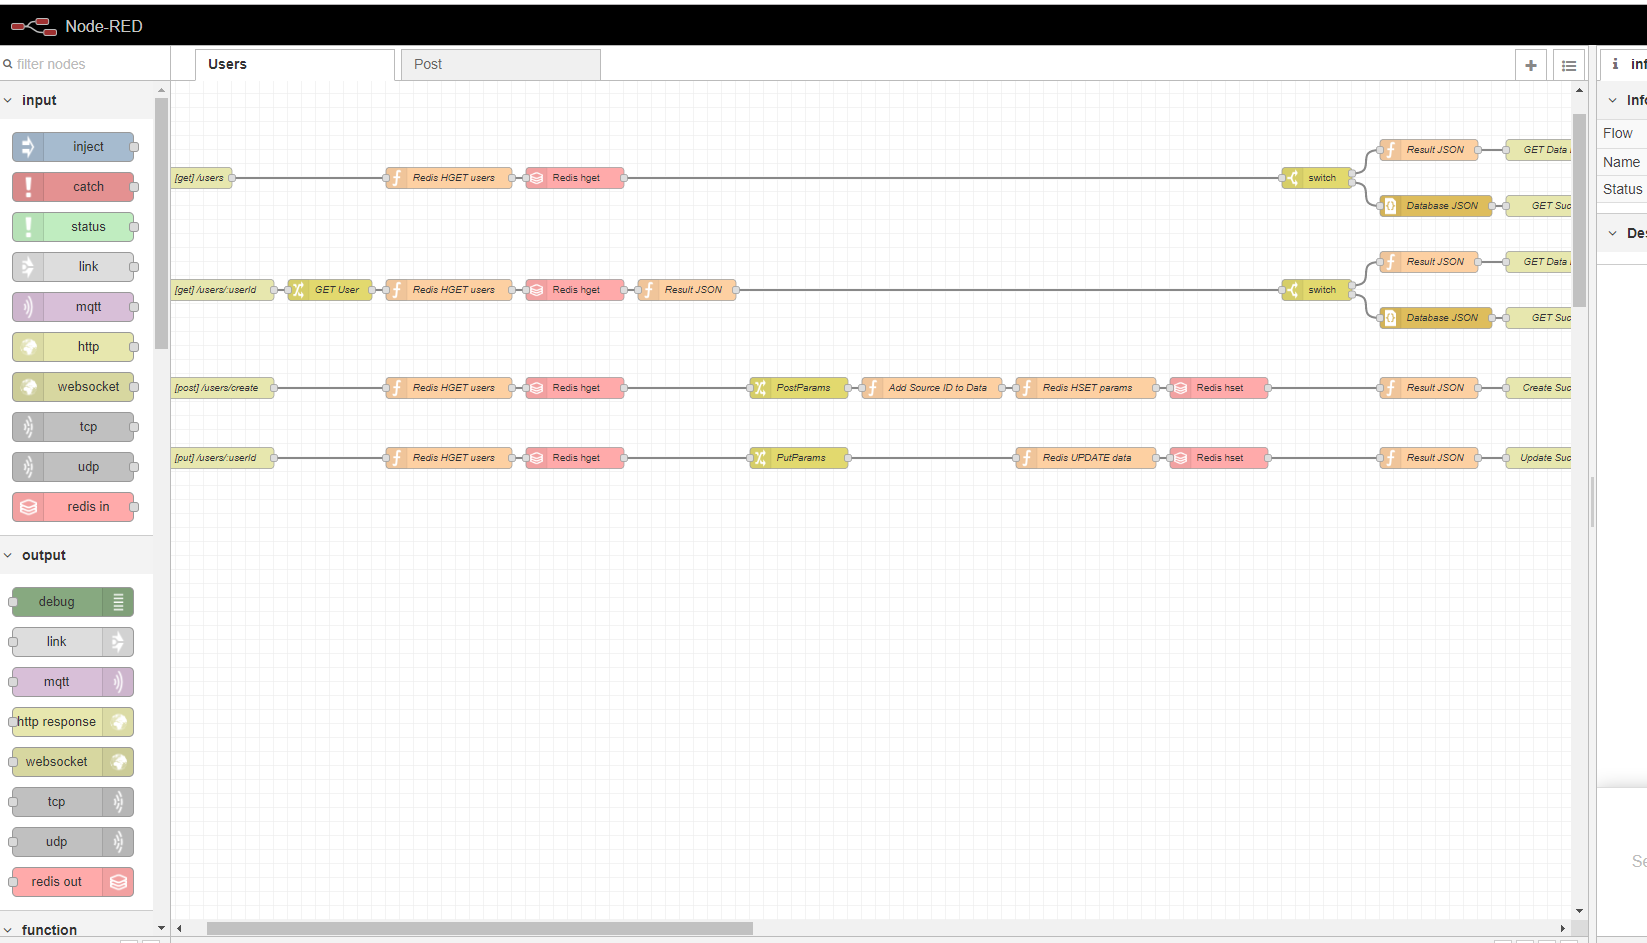 Node-RED
filter nodes
Users
Post
info
input
inject
catch
status
link
mqtt
http
websocket
tcp
udp
redis in
output
debug
link
mqtt
http response
websocket
tcp
udp
redis out
function
[get] /users
Redis HGET users
Redis hget
switch
Result JSON
GET Data
Database JSON
GET Suc
[get] /users/:userId
GET User
Redis HGET users
Redis hget
Result JSON
switch
Result JSON
GET Data
Database JSON
GET Suc
[post] /users/create
Redis HGET users
Redis hget
PostParams
Add Source ID to Data
Redis HSET params
Redis hset
Result JSON
Create Suc
[put] /users/:userId
Redis HGET users
Redis hget
PutParams
Redis UPDATE data
Redis hset
Result JSON
Update Suc
Info
Flow
Name
Status
Des
Se